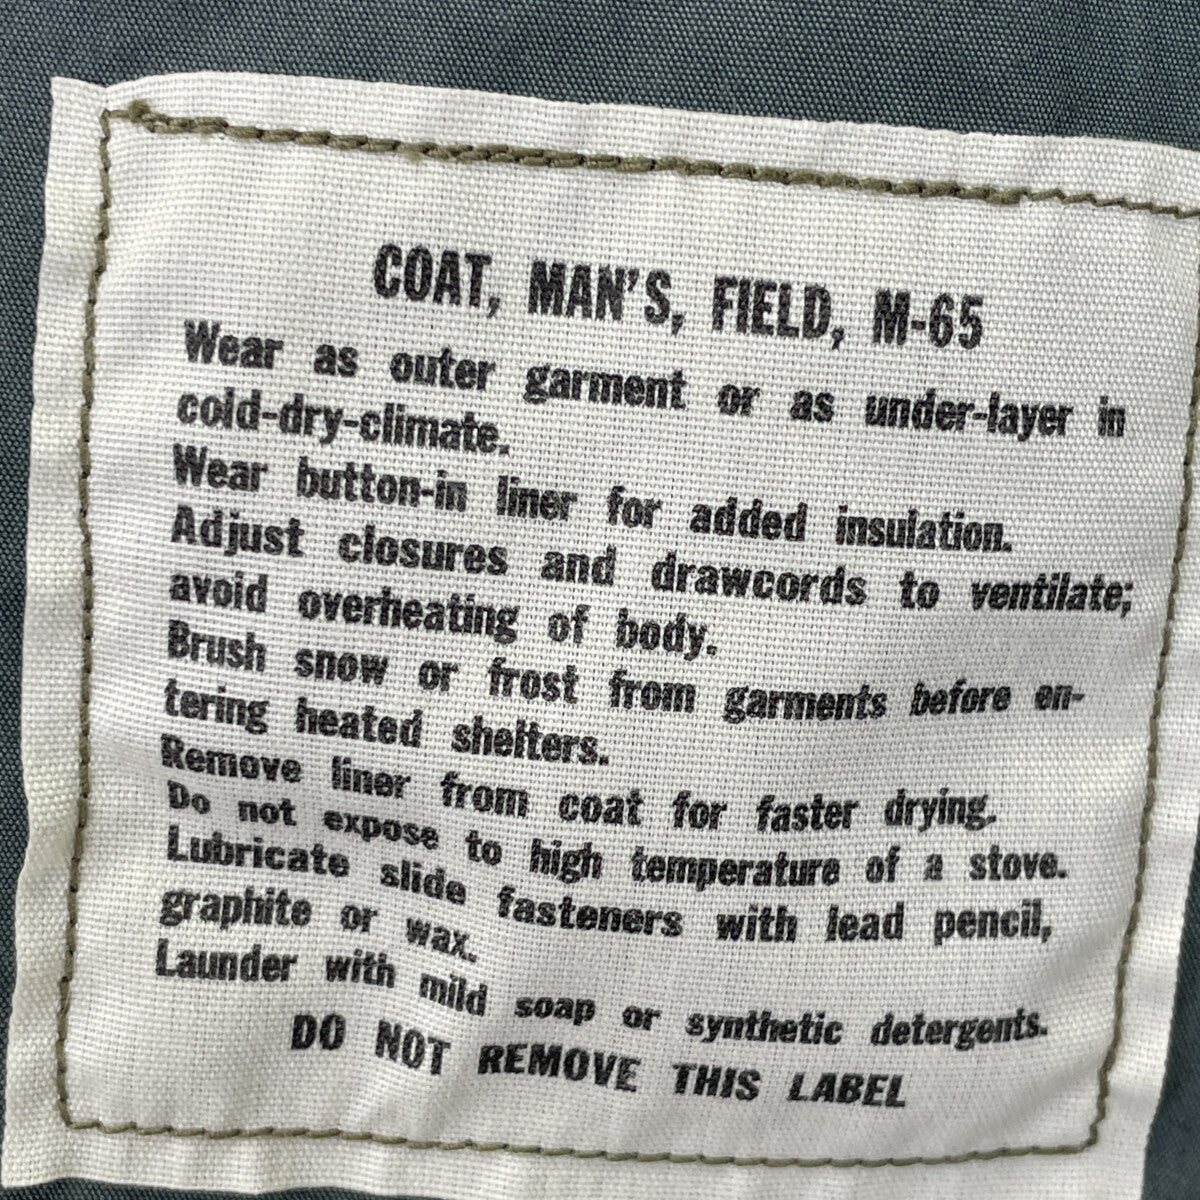 COAT, MAN'S, FIELD, M-65
Wear as outer garment or as under-layer in
cold-dry-climate.
Wear button-in liner for added insulation.
Adjust closures and drawcords to ventilate;
avoid overheating of body.
Brush snow or frost from garments before en-
tering heated shelters.
Remove liner from coat for faster drying.
Do not expose to high temperature of a stove.
Lubricate slide fasteners with lead pencil,
graphite or wax.
Launder with mild soap or synthetic detergents.
DO NOT REMOVE THIS LABEL